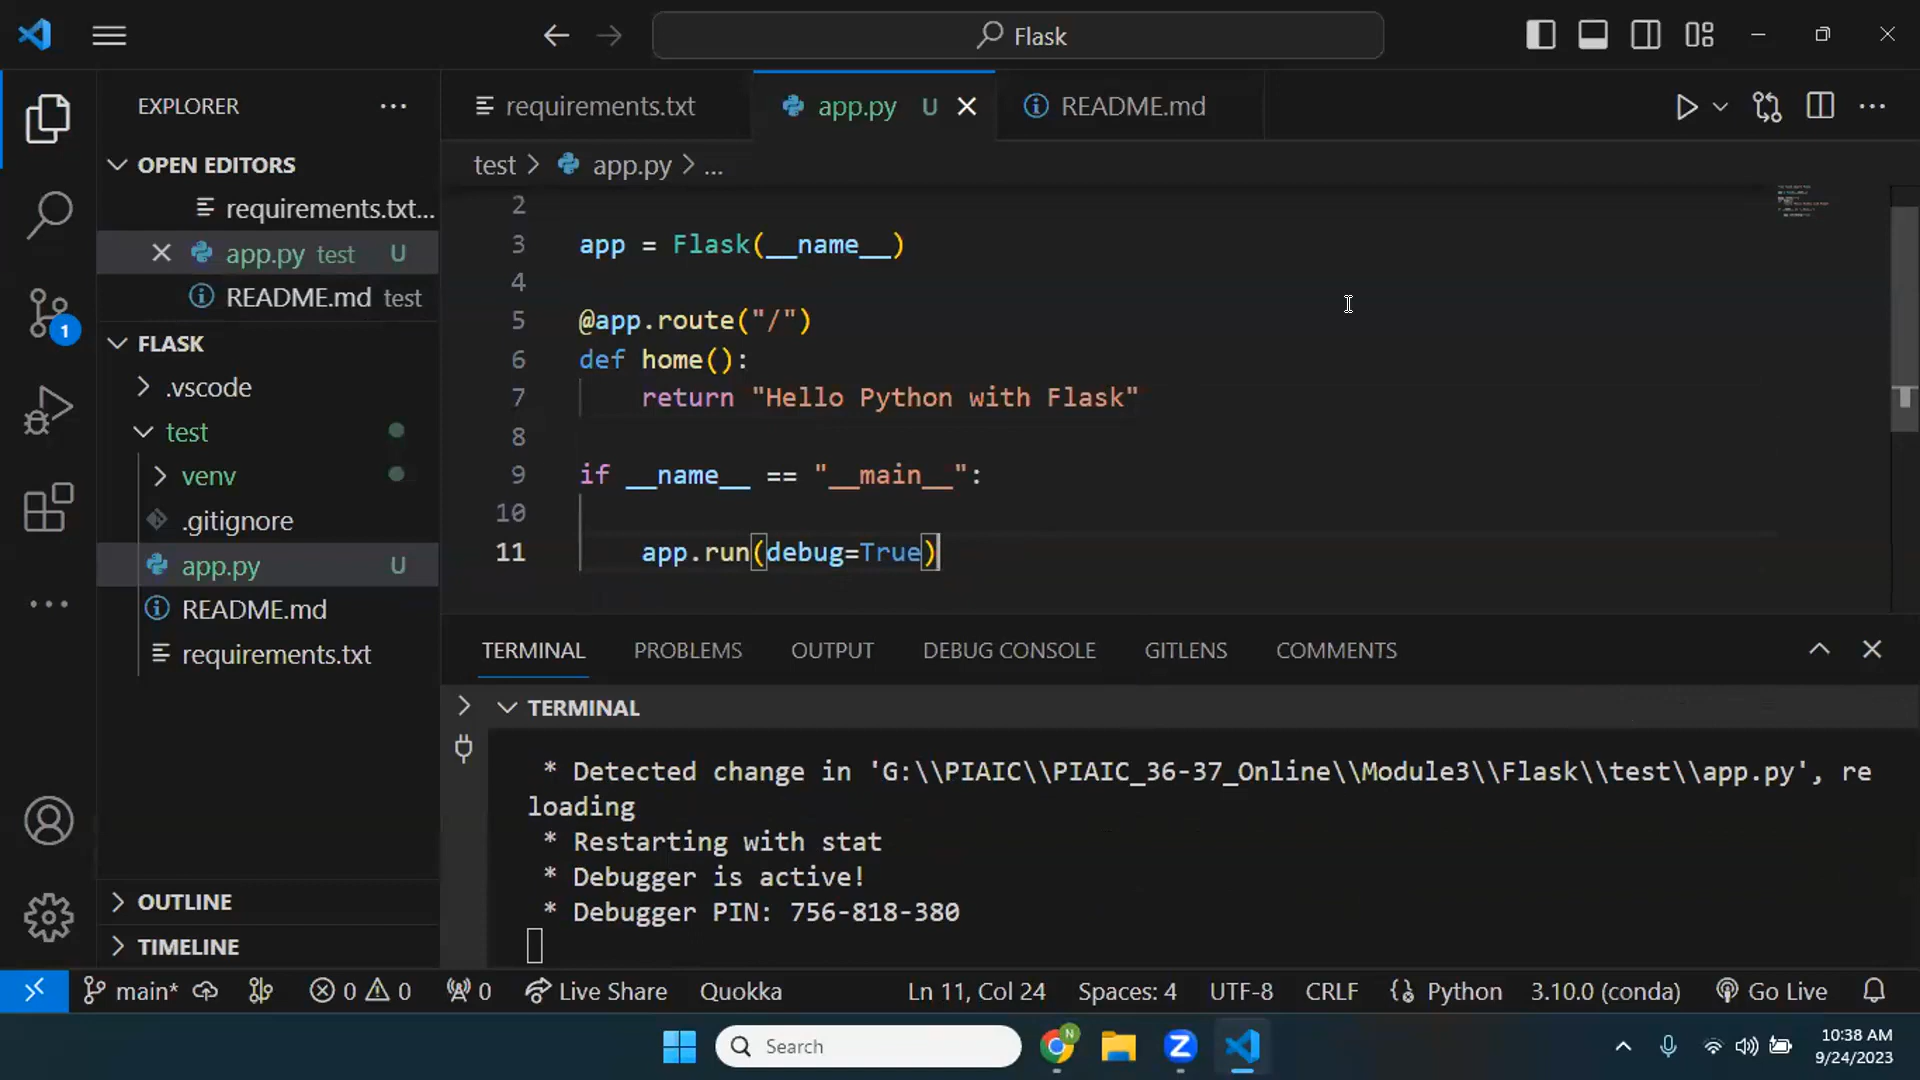 Flask
EXPLORER
requirements.txt
app.py U
README.md
OPEN EDITORS
test > app.py > ...
requirements.txt...
app.py test U
README.md test
FLASK
.vscode
test
venv
.gitignore
app.py U
README.md
requirements.txt
OUTLINE
TIMELINE
2
3 app = Flask(__name__)
4
5 @app.route("/")
6 def home():
7 return "Hello Python with Flask"
8
9 if __name__ == "__main__":
10
11 app.run(debug=True)
TERMINAL PROBLEMS OUTPUT DEBUG CONSOLE GITLENS COMMENTS
TERMINAL
* Detected change in 'G:\\PIAIC\\PIAIC_36-37_Online\\Module3\\Flask\\test\\app.py', re
loading
* Restarting with stat
* Debugger is active!
* Debugger PIN: 756-818-380
1
main* 0 0 0 Live Share Quokka Ln 11, Col 24 Spaces: 4 UTF-8 CRLF Python 3.10.0 (conda) Go Live
Search
N
Z
10:38 AM
9/24/2023